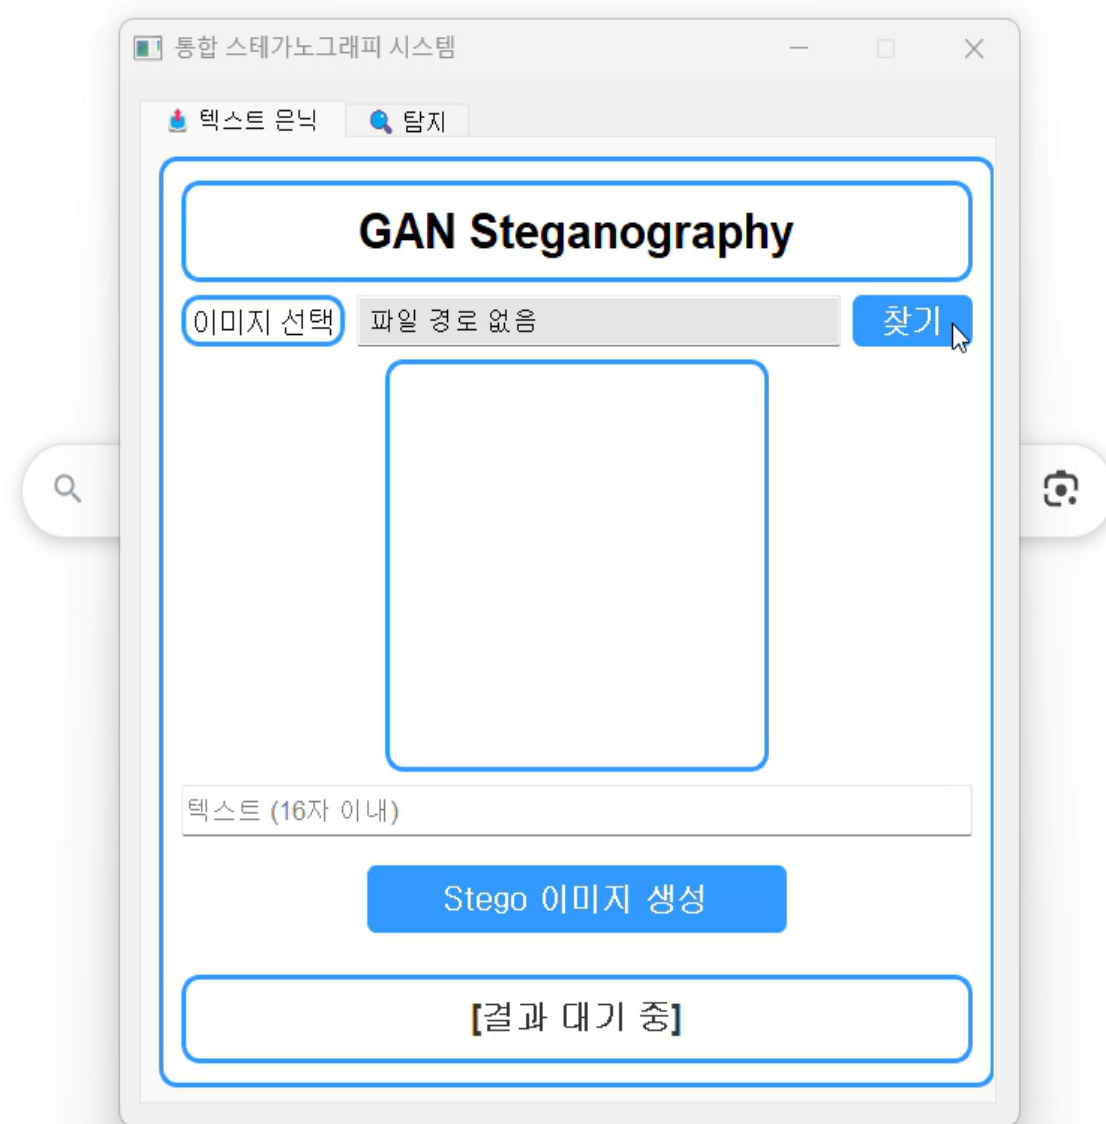 통합 스테가노그래피 시스템
텍스트 은닉 탐지
GAN Steganography
이미지 선택 파일 경로 없음 찾기
텍스트 (16자 이내)
Stego 이미지 생성
[결과 대기 중]